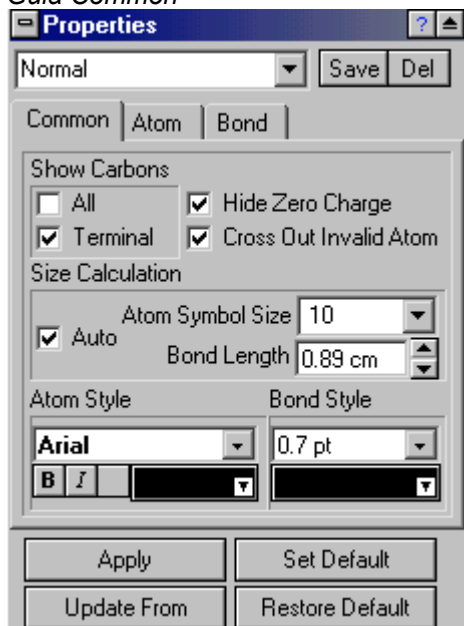 Guia Common
Properties ?
Normal Save Del
Common Atom Bond
Show Carbons
All Hide Zero Charge
Terminal Cross Out Invalid Atom
Size Calculation
Atom Symbol Size 10
Auto
Bond Length 0.89 cm
Atom Style Bond Style
Arial 0.7 pt
B I
Apply Set Default
Update From Restore Default